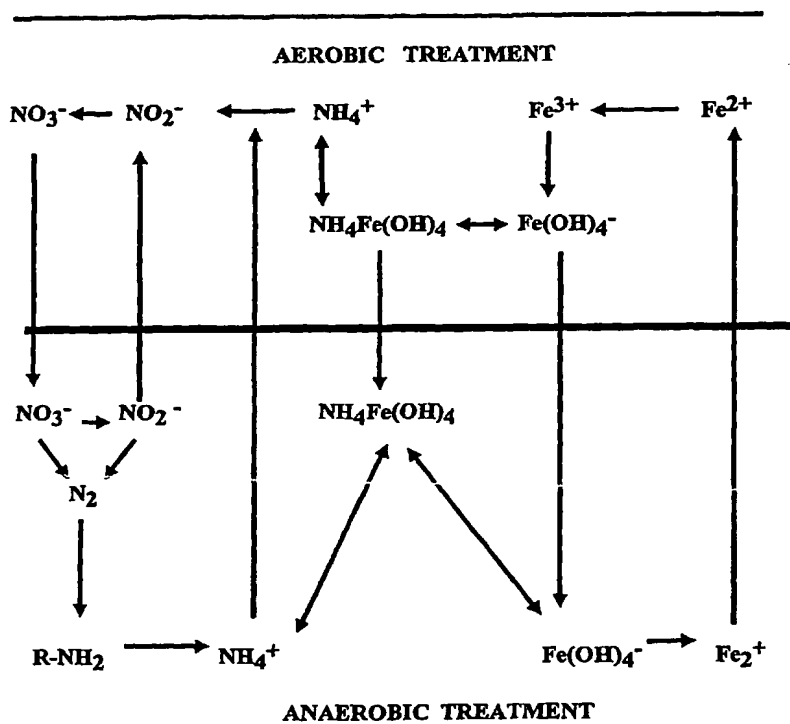 AEROBIC TREATMENT
NO₃⁻ NO₂⁻ NH₄⁺ Fe³⁺ Fe²⁺
NH₄Fe(OH)₄ Fe(OH)₄⁻
NO₃⁻ NO₂⁻ NH₄Fe(OH)₄
N₂
R-NH₂ NH₄⁺ Fe(OH)₄⁻ Fe₂⁺
ANAEROBIC TREATMENT